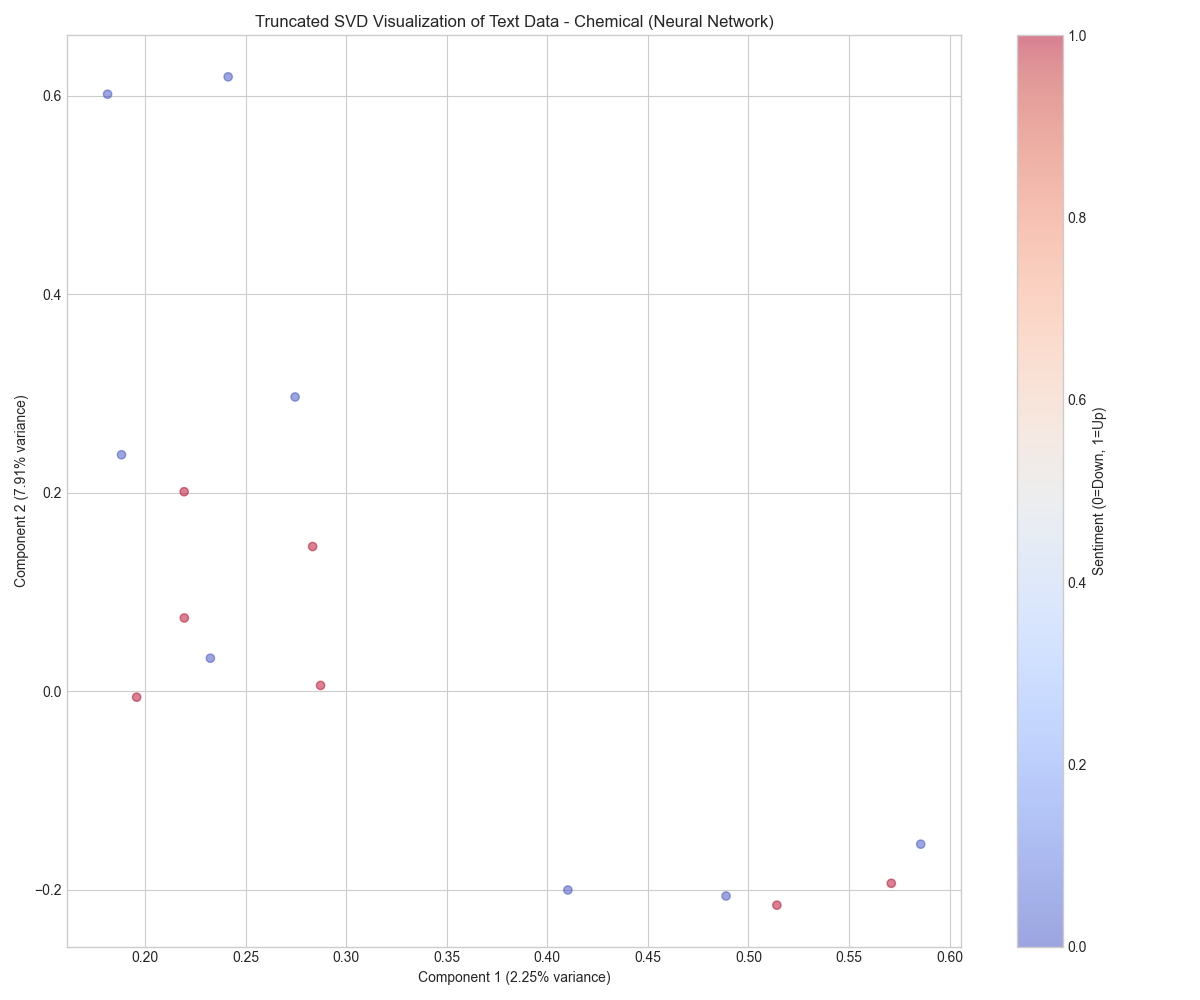 Truncated SVD Visualization of Text Data - Chemical (Neural Network)
0.6
0.4
0.2
0.0
−0.2
Component 2 (7.91% variance)
0.20 0.25 0.30 0.35 0.40 0.45 0.50 0.55 0.60
Component 1 (2.25% variance)
1.0
0.8
0.6
0.4
0.2
0.0
Sentiment (0=Down, 1=Up)